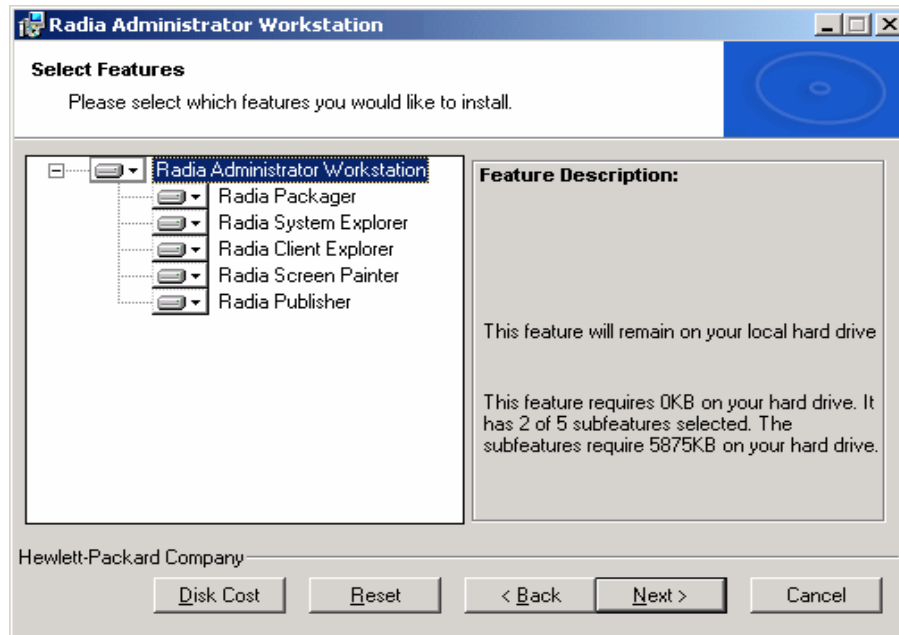 Radia Administrator Workstation
Select Features
Please select which features you would like to install.
Radia Administrator Workstation
Radia Packager
Radia System Explorer
Radia Client Explorer
Radia Screen Painter
Radia Publisher
Feature Description:
This feature will remain on your local hard drive
This feature requires 0KB on your hard drive. It
has 2 of 5 subfeatures selected. The
subfeatures require 5875KB on your hard drive.
Hewlett-Packard Company
Disk Cost
Reset
< Back
Next >
Cancel